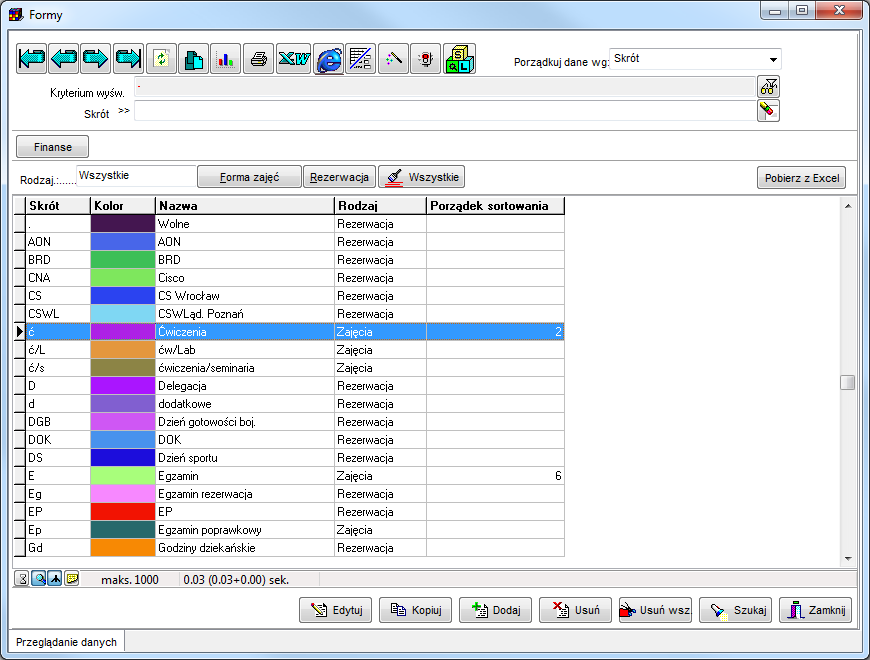 Formy
XW
SQL
Porządkuj dane wg: Skrót
Kryterium wyśw.
Skrót >>
Finanse
Rodzaj.:...... Wszystkie Forma zajęć Rezerwacja Wszystkie Pobierz z Excel
Skrót Kolor Nazwa Rodzaj Porządek sortowania
. Wolne Rezerwacja
AON AON Rezerwacja
BRD BRD Rezerwacja
CNA Cisco Rezerwacja
CS CS Wrocław Rezerwacja
CSWL CSWLąd. Poznań Rezerwacja
ć Ćwiczenia Zajęcia 2
ć/L ćw/Lab Zajęcia
ć/s ćwiczenia/seminaria Zajęcia
D Delegacja Rezerwacja
d dodatkowe Rezerwacja
DGB Dzień gotowości boj. Rezerwacja
DOK DOK Rezerwacja
DS Dzień sportu Rezerwacja
E Egzamin Zajęcia 6
Eg Egzamin rezerwacja Rezerwacja
EP EP Rezerwacja
Ep Egzamin poprawkowy Zajęcia
Gd Godziny dziekańskie Rezerwacja
maks. 1000 0.03 (0.03+0.00) sek.
Edytuj Kopiuj Dodaj Usuń Usuń wsz. Szukaj Zamknij
Przeglądanie danych